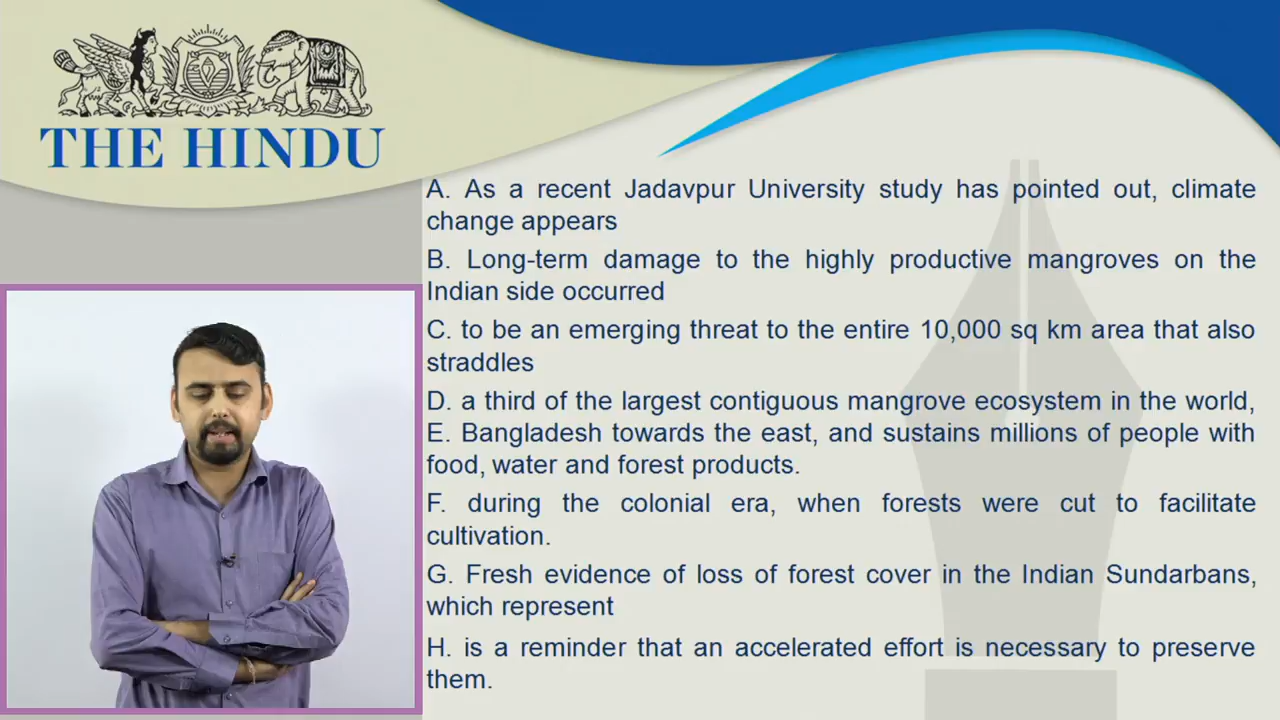 THE HINDU
A. As a recent Jadavpur University study has pointed out, climate
change appears
B. Long-term damage to the highly productive mangroves on the
Indian side occurred
C. to be an emerging threat to the entire 10,000 sq km area that also
straddles
D. a third of the largest contiguous mangrove ecosystem in the world,
E. Bangladesh towards the east, and sustains millions of people with
food, water and forest products.
F. during the colonial era, when forests were cut to facilitate
cultivation.
G. Fresh evidence of loss of forest cover in the Indian Sundarbans,
which represent
H. is a reminder that an accelerated effort is necessary to preserve
them.